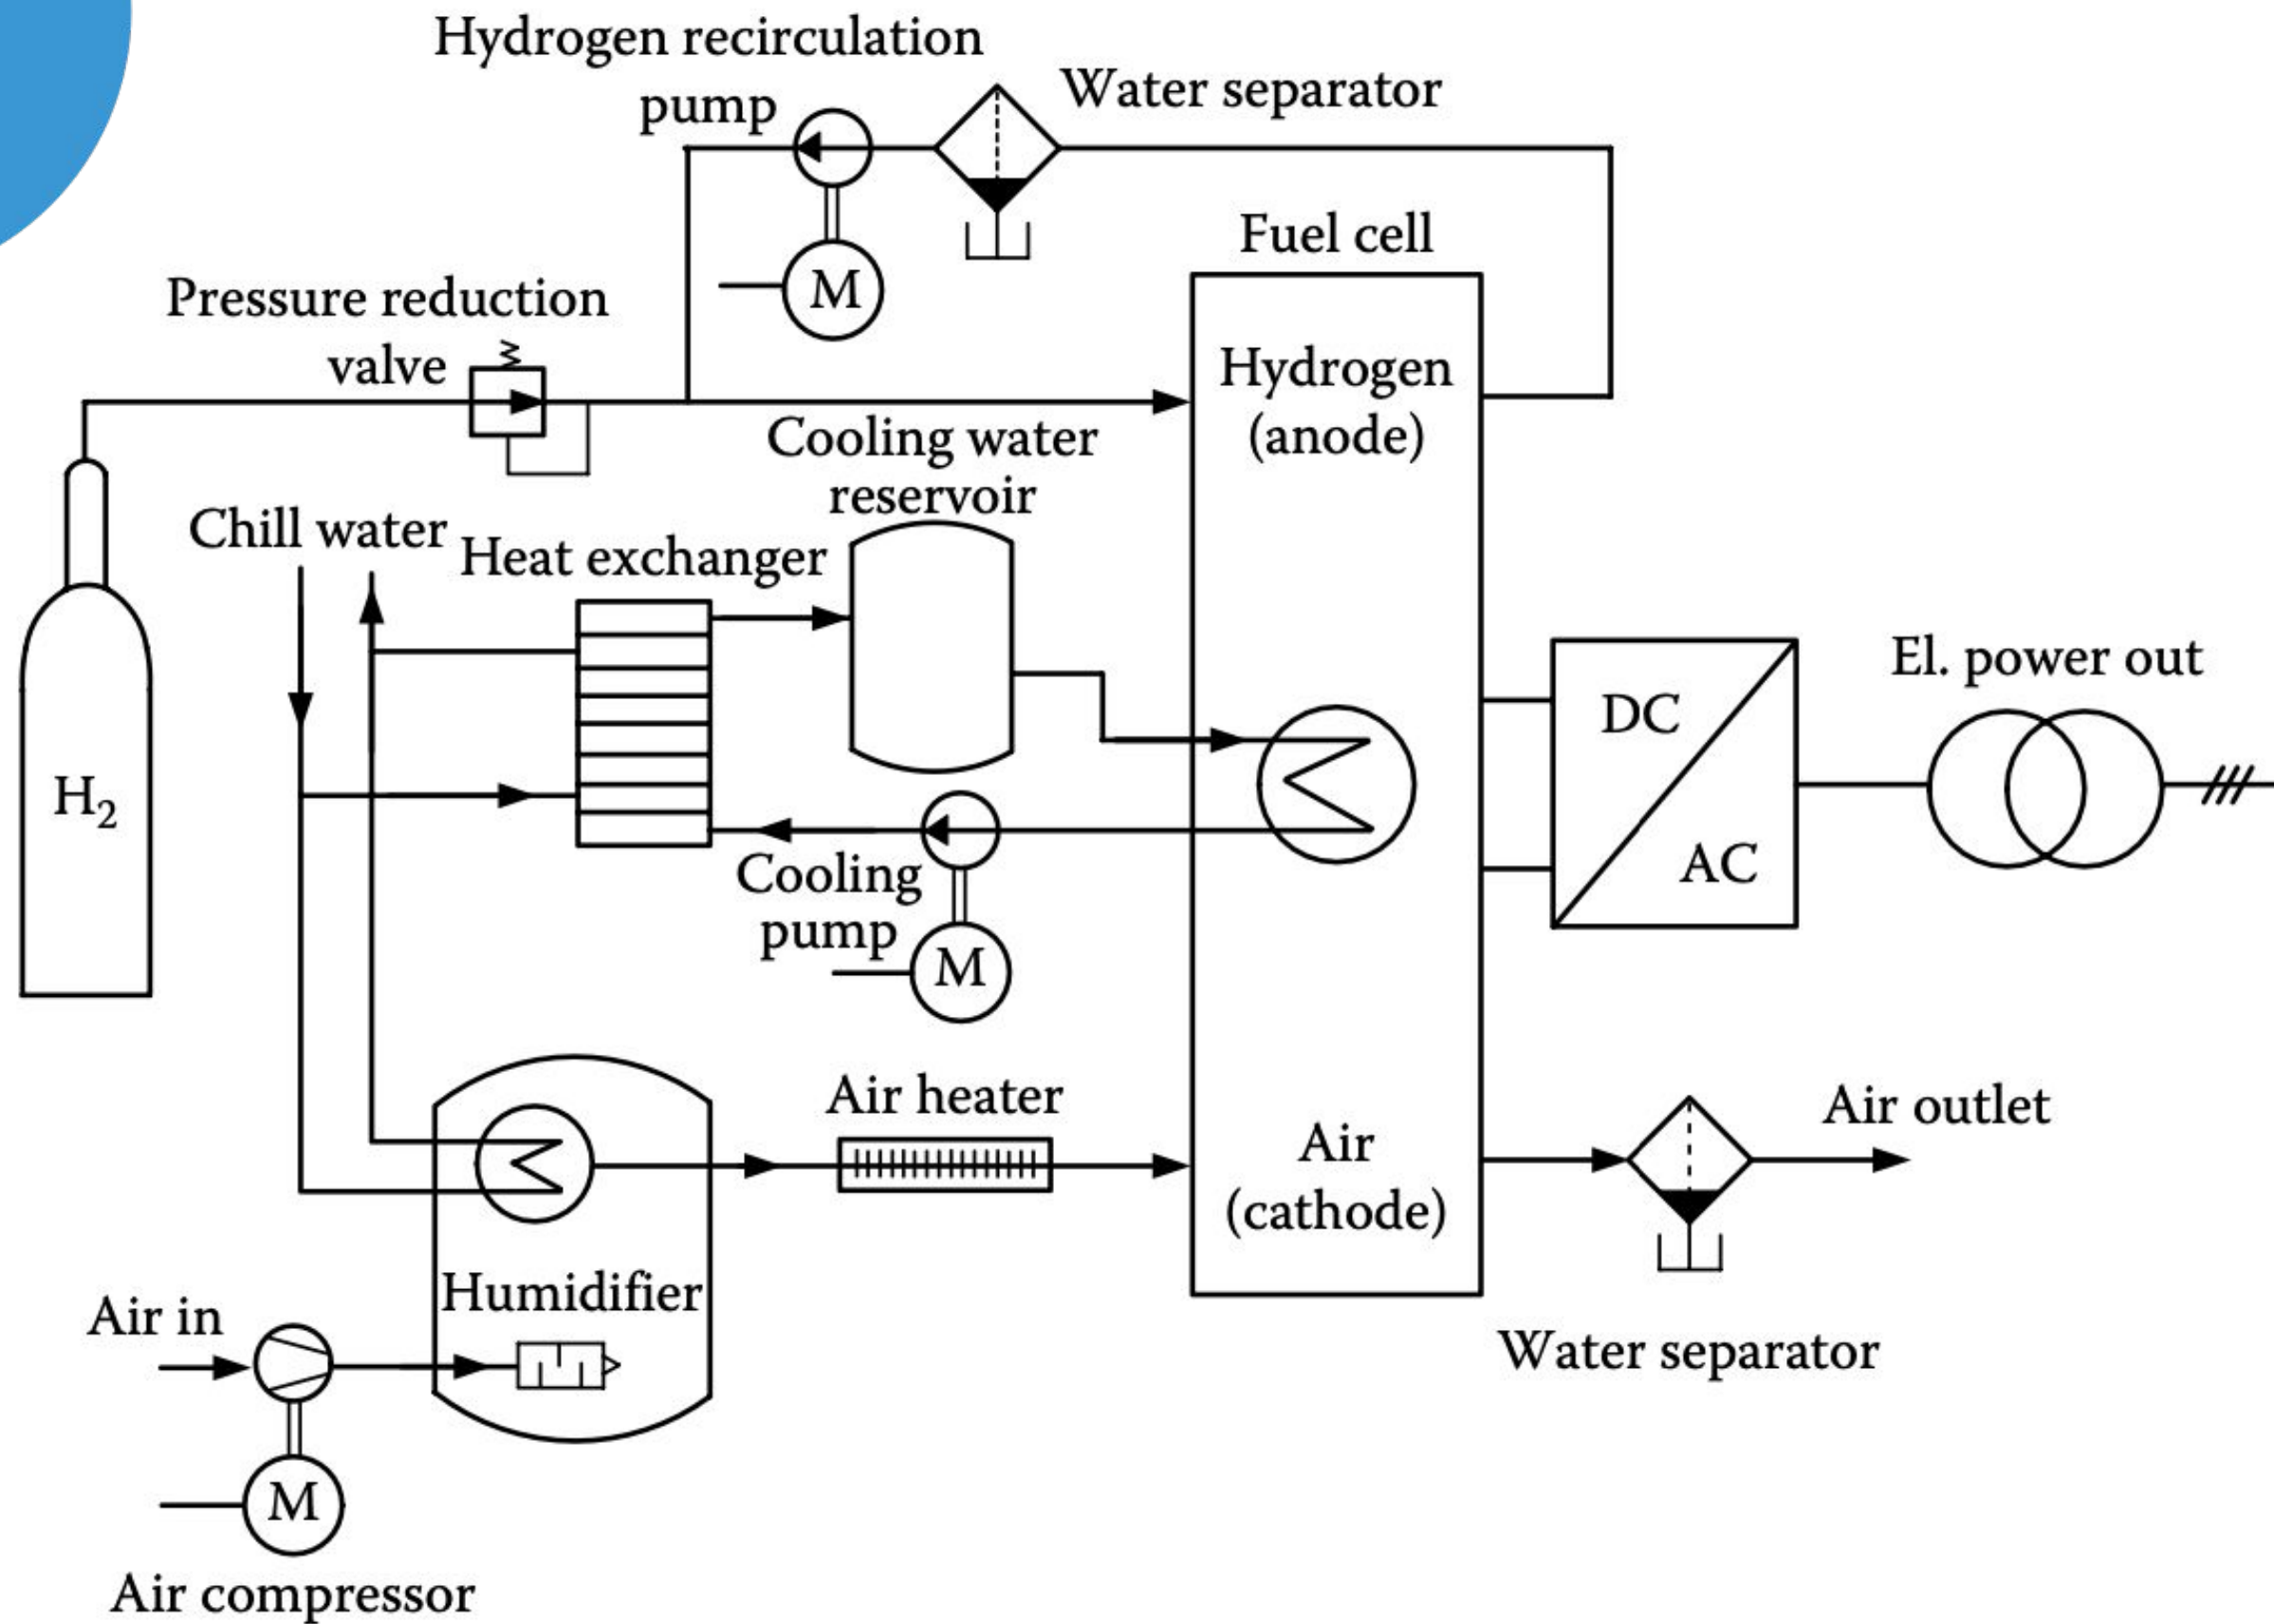 Hydrogen recirculation
pump
Water separator
Fuel cell
Pressure reduction
valve
M
Hydrogen
(anode)
Cooling water
reservoir
Chill water
Heat exchanger
H₂
DC
AC
El. power out
Cooling
pump
M
Air heater
Air
(cathode)
Air outlet
Humidifier
Air in
Water separator
M
Air compressor